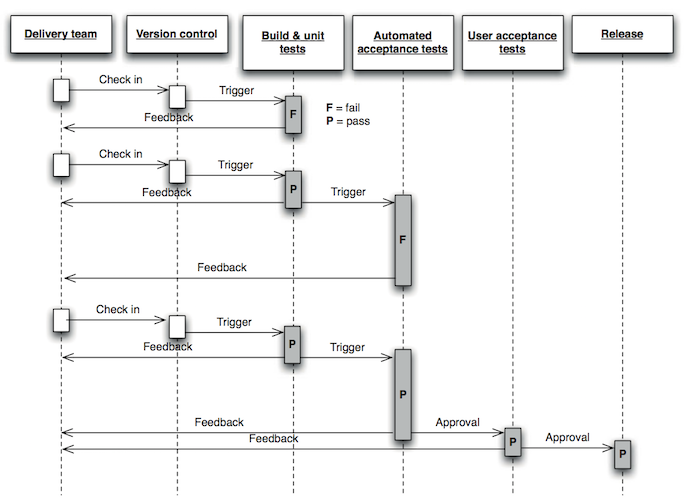 Delivery team
Version control
Build & unit
tests
Automated
acceptance tests
User acceptance
tests
Release
Check in
Trigger
Feedback
F
F = fail
P = pass
Check in
Trigger
Feedback
P
Trigger
F
Feedback
Check in
Trigger
Feedback
P
Trigger
P
Feedback
Approval
Feedback
P
Approval
P